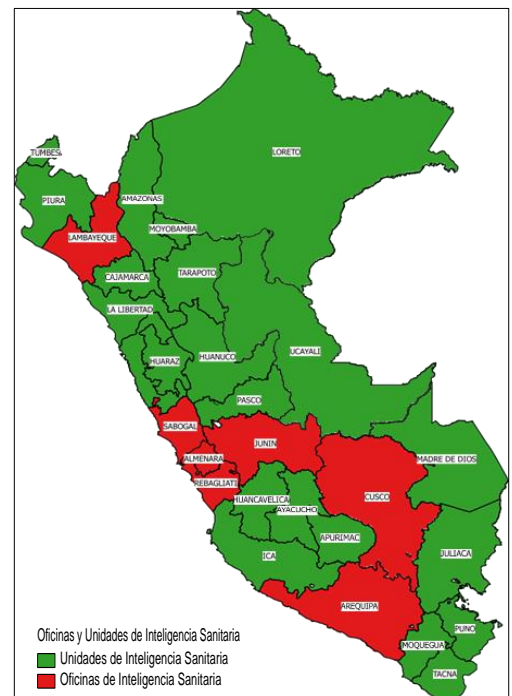 TUMBES
LORETO
PIURA
AMAZONAS
MOYOBAMBA
LAMBAYEQUE
TARAPOTO
CAJAMARCA
LA LIBERTAD
UCAYALI
HUANUCO
HUARAZ
PASCO
SABOGAL
JUNIN
ALMENARA
MADRE DE DIOS
REBAGLIATI
HUANCAVELICA
CUSCO
AYACUCHO
APURIMAC
ICA
JULIACA
AREQUIPA
PUNO
MOQUEGUA
TACNA
Oficinas y Unidades de Inteligencia Sanitaria
Unidades de Inteligencia Sanitaria
Oficinas de Inteligencia Sanitaria